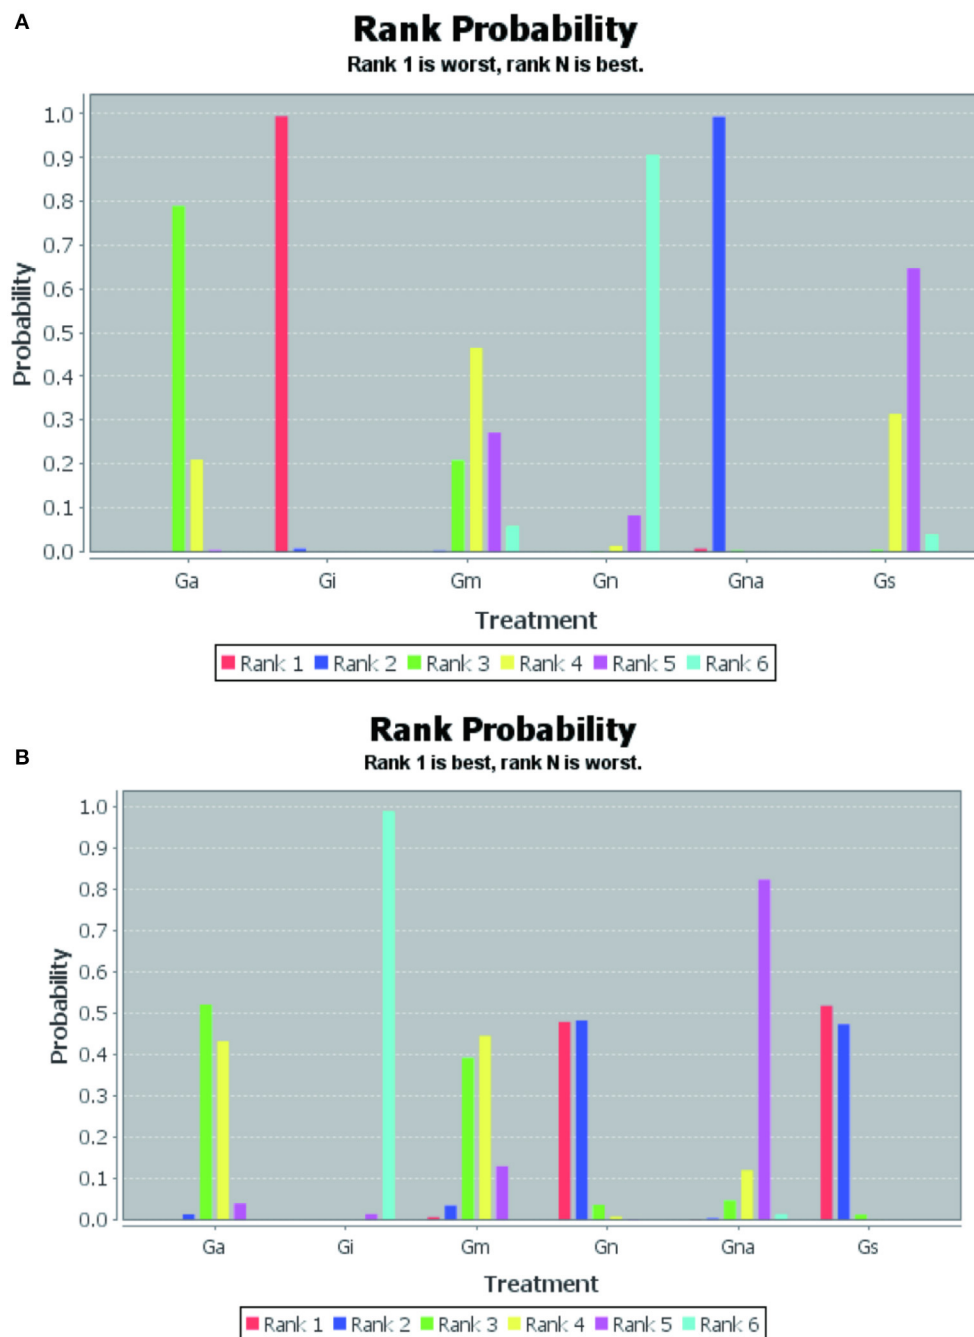 A
Rank Probability
Rank 1 is worst, rank N is best.
1.0
0.9
0.8
0.7
0.6
0.5
0.4
0.3
0.2
0.1
0.0
Probability
Ga Gi Gm Gn Gna Gs
Treatment
Rank 1 Rank 2 Rank 3 Rank 4 Rank 5 Rank 6
B
Rank Probability
Rank 1 is best, rank N is worst.
1.0
0.9
0.8
0.7
0.6
0.5
0.4
0.3
0.2
0.1
0.0
Probability
Ga Gi Gm Gn Gna Gs
Treatment
Rank 1 Rank 2 Rank 3 Rank 4 Rank 5 Rank 6